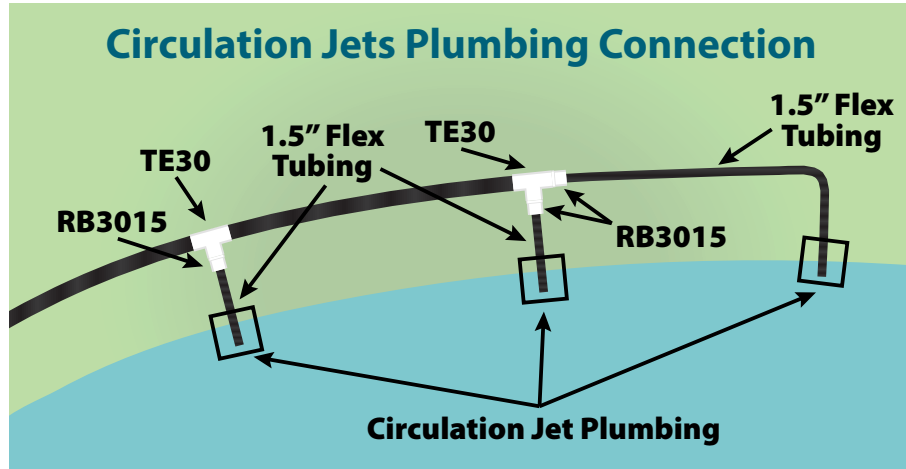 Circulation Jets Plumbing Connection
TE30
1.5” Flex
Tubing
TE30
1.5” Flex
Tubing
RB3015
RB3015
Circulation Jet Plumbing